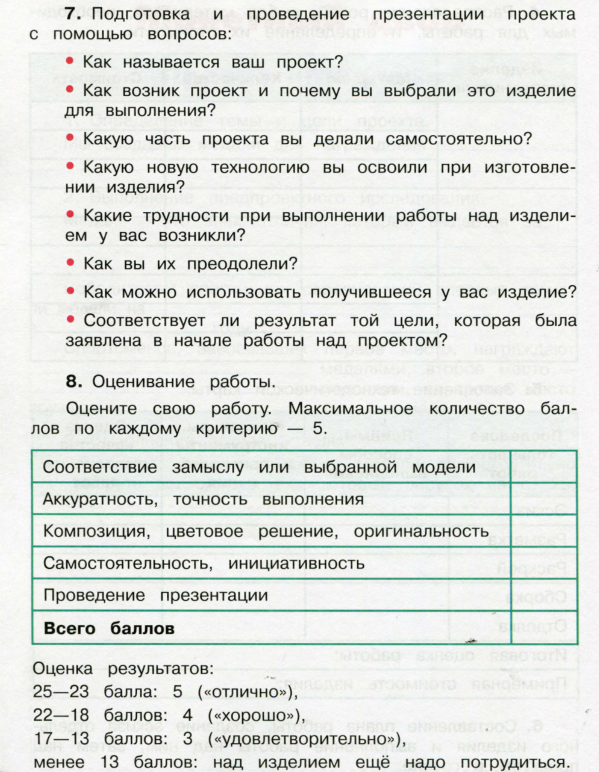 7. Подготовка и проведение презентации проекта
с помощью вопросов:
• Как называется ваш проект?
• Как возник проект и почему вы выбрали это изделие
для выполнения?
• Какую часть проекта вы делали самостоятельно?
• Какую новую технологию вы освоили при изготовле-
нии изделия?
• Какие трудности при выполнении работы над издели-
ем у вас возникли?
• Как вы их преодолели?
• Как можно использовать получившееся у вас изделие?
• Соответствует ли результат той цели, которая была
заявлена в начале работы над проектом?
8. Оценивание работы.
Оцените свою работу. Максимальное количество бал-
лов по каждому критерию — 5.
Соответствие замыслу или выбранной модели
Аккуратность, точность выполнения
Композиция, цветовое решение, оригинальность
Самостоятельность, инициативность
Проведение презентации
Всего баллов
Оценка результатов:
25—23 балла: 5 («отлично»),
22—18 баллов: 4 («хорошо»),
17—13 баллов: 3 («удовлетворительно»),
менее 13 баллов: над изделием ещё надо потрудиться.